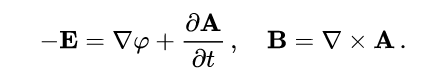 −𝐄 = ∇φ + ∂𝐀/∂t , 𝐁 = ∇ × 𝐀 .